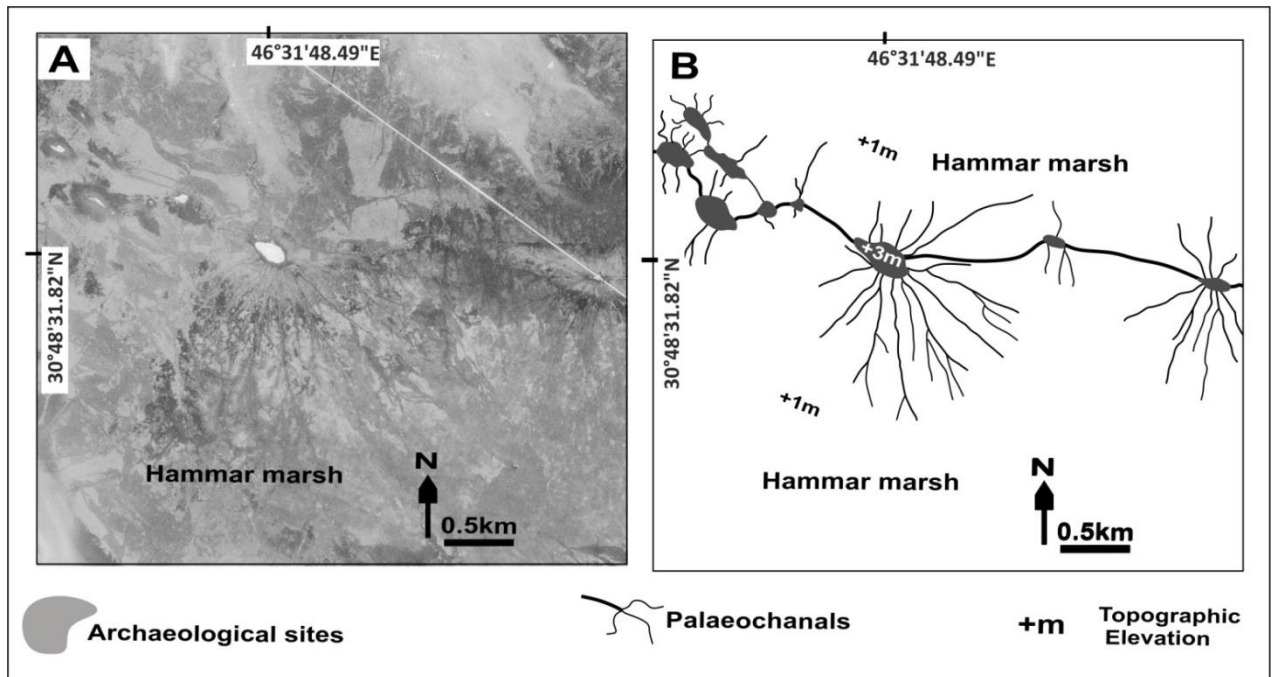 A
46°31'48.49"E
30°48'31.82"N
Hammar marsh
N
0.5km
B
46°31'48.49"E
30°48'31.82"N
+1m
Hammar marsh
+3m
+1m
Hammar marsh
N
0.5km
Archaeological sites
Palaeochanals
+m
Topographic
Elevation